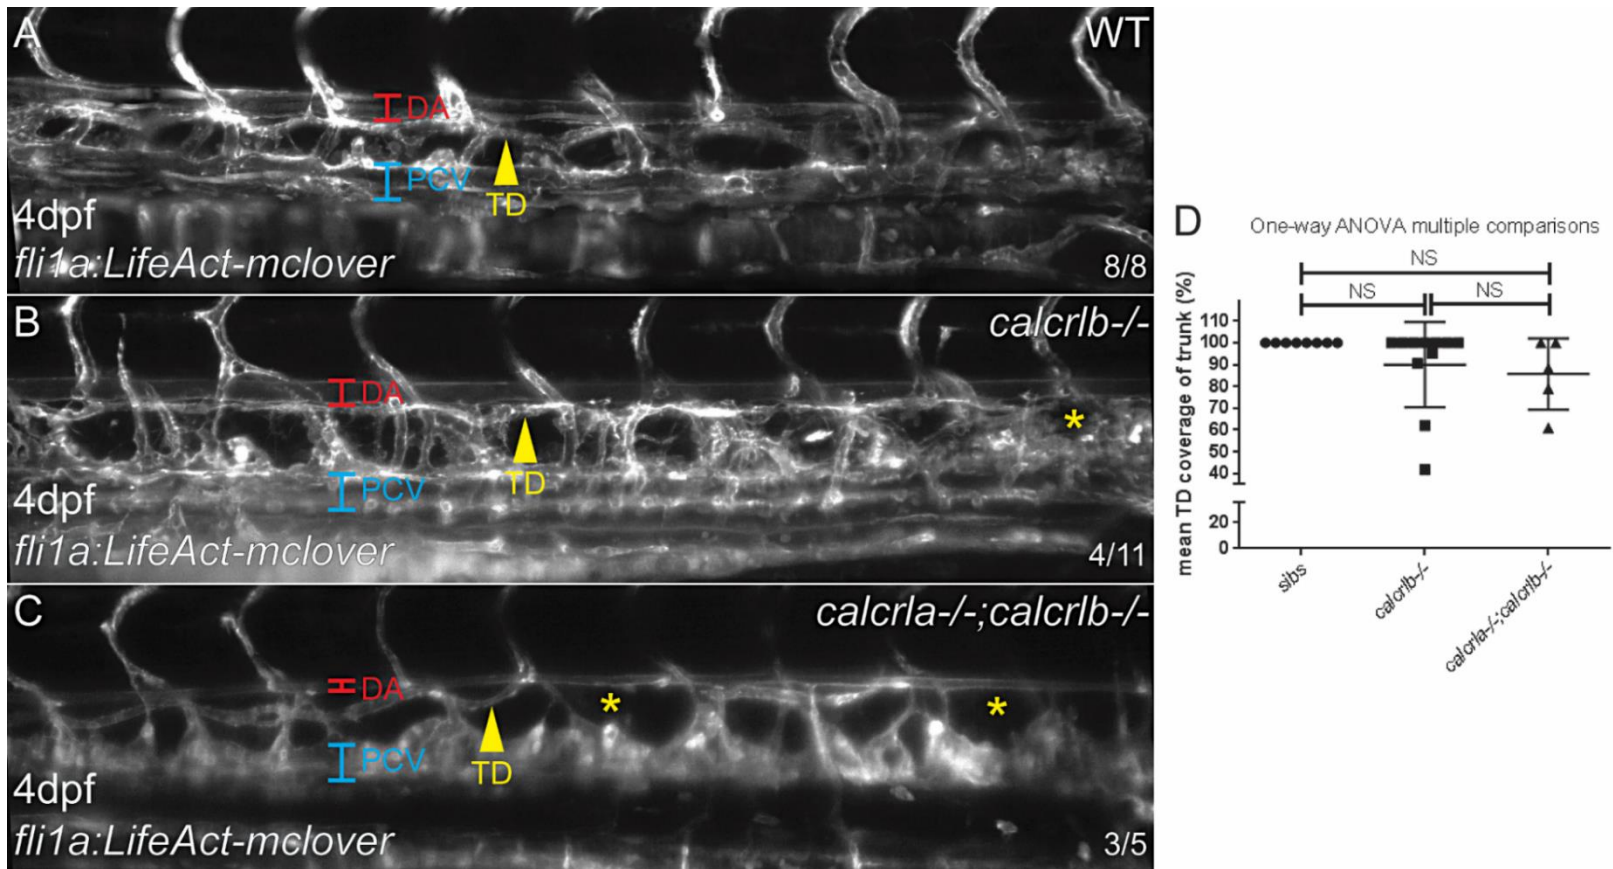 A
WT
DA
PCV
TD
4dpf
fli1a:LifeAct-mclover
8/8
B
calcrlb-/-
DA
*
TD
PCV
4dpf
fli1a:LifeAct-mclover
4/11
C
calcrla-/-;calcrlb-/-
DA
*
*
PCV
TD
4dpf
fli1a:LifeAct-mclover
3/5
D
One-way ANOVA multiple comparisons
NS
NS
NS
mean TD coverage of trunk (%)
110
100
90
80
70
60
50
40
20
0
sibs
calcrlb-/-
calcrla-/-;calcrlb-/-